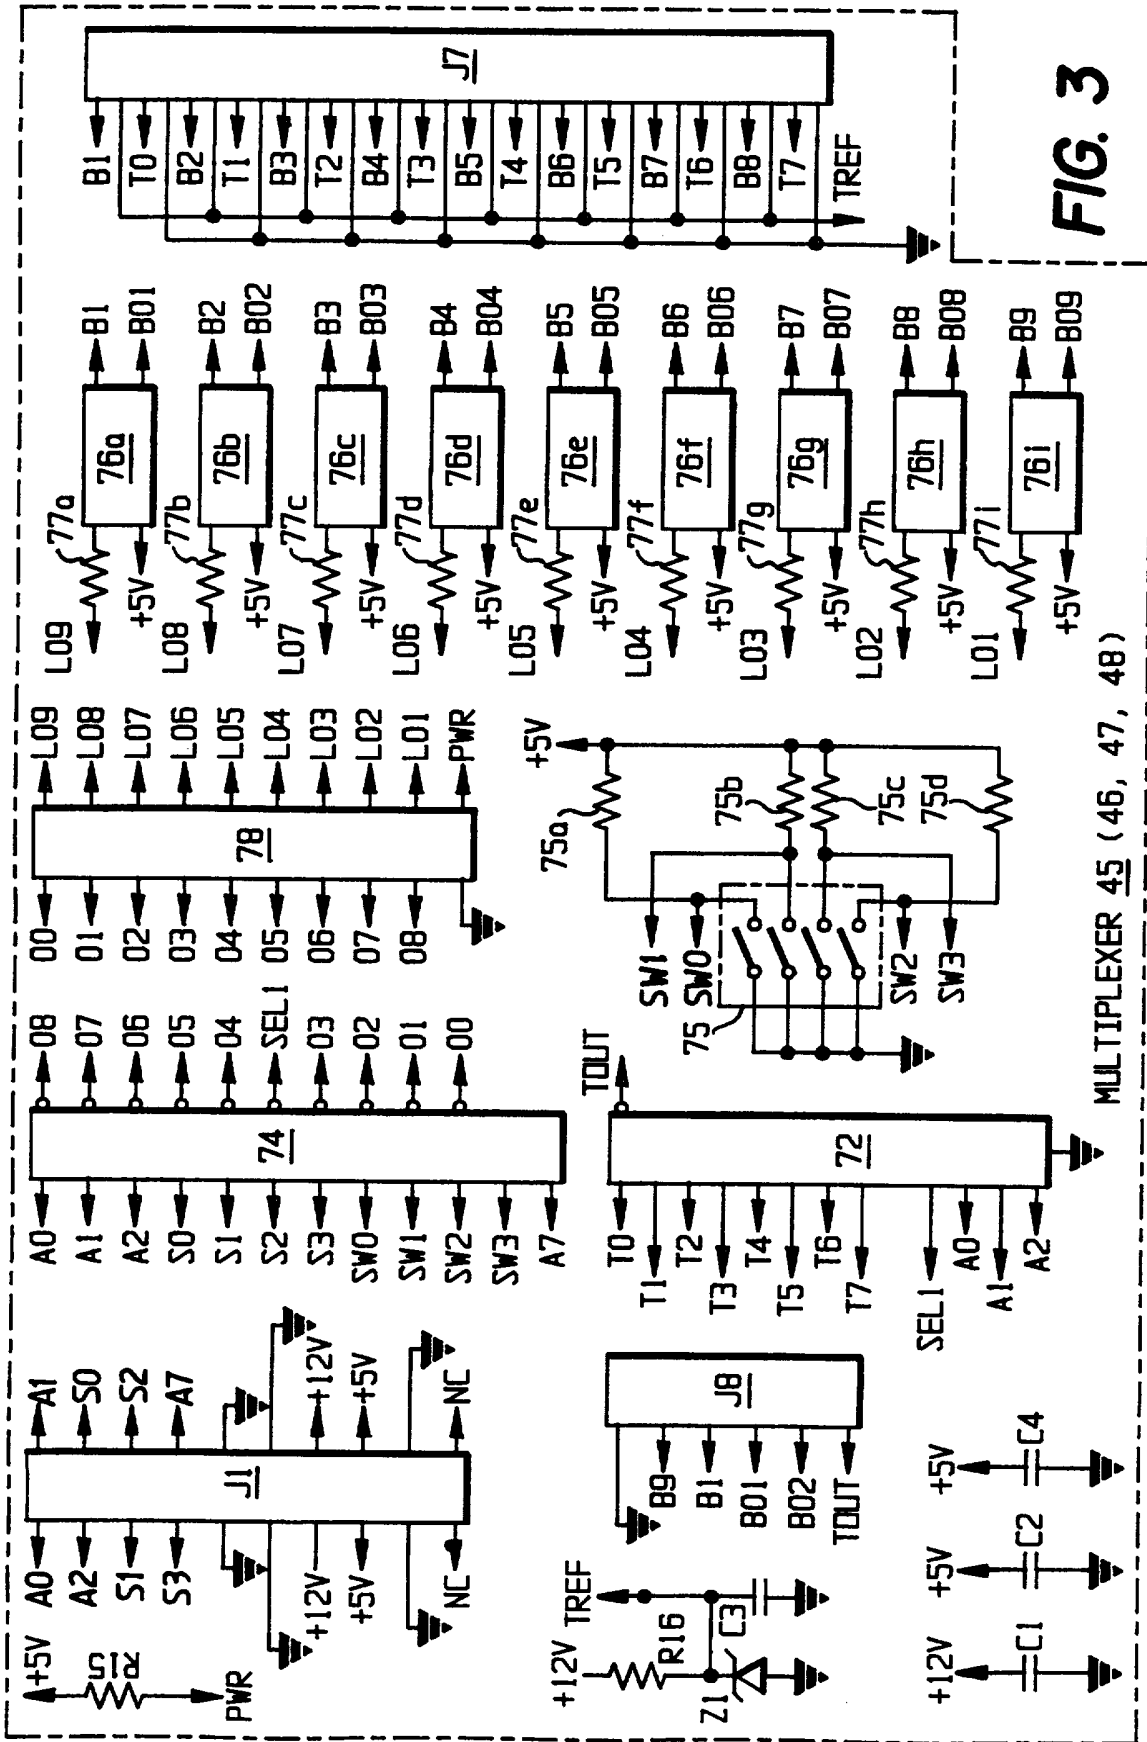 +5V
R15
PWR
A0
A2
S1
S3
+12V
+5V
NC
J1
A1
S0
S2
A7
+12V
+5V
NC
A0
A1
A2
S0
S1
S2
S3
SW0
SW1
SW2
SW3
A7
74
08
07
06
05
04
SEL1
03
02
01
00
00
01
02
03
04
05
06
07
08
78
L09
L08
L07
L06
L05
L04
L03
L02
L01
PWR
L09
77a
+5V
76a
B1
B01
L08
77b
+5V
76b
B2
B02
L07
77c
+5V
76c
B3
B03
L06
77d
+5V
76d
B4
B04
L05
77e
+5V
76e
B5
B05
L04
77f
+5V
76f
B6
B06
L03
77g
+5V
76g
B7
B07
L02
77h
+5V
76h
B8
B08
L01
77i
+5V
76i
B9
B09
J7
B1
T0
B2
T1
B3
T2
B4
T3
B5
T4
B6
T5
B7
T6
B8
T7
TREF
+12V
R16
TREF
Z1
C3
J8
B9
B1
B01
B02
TOUT
T0
T1
T2
T3
T4
T5
T6
T7
SEL1
A0
A1
A2
72
TOUT
75
SW1
SW0
SW2
SW3
75a
75b
75c
75d
+5V
+12V
C1
+5V
C2
+5V
C4
MULTIPLEXER 45 (46, 47, 48)
FIG. 3